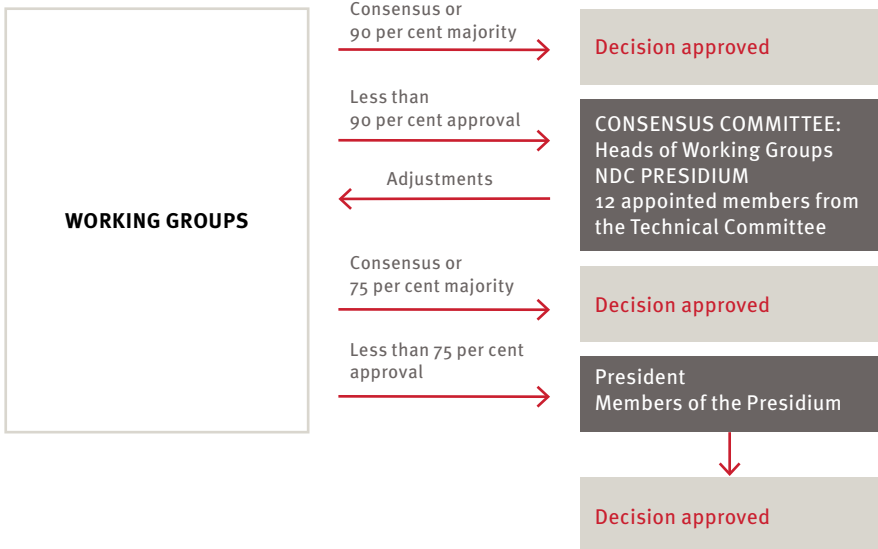 Consensus or
90 per cent majority
Decision approved
Less than
90 per cent approval
CONSENSUS COMMITTEE:
Heads of Working Groups
NDC PRESIDIUM
12 appointed members from
the Technical Committee
Adjustments
WORKING GROUPS
Consensus or
75 per cent majority
Decision approved
Less than 75 per cent
approval
President
Members of the Presidium
Decision approved